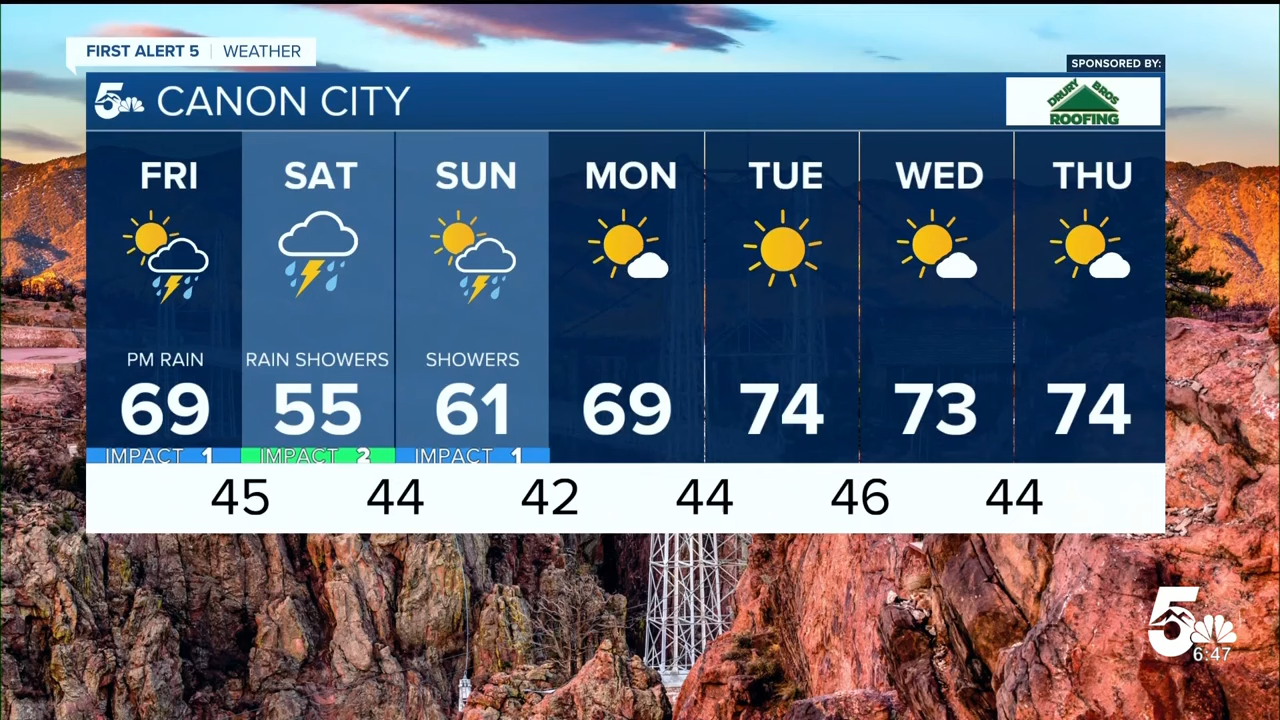 FIRST ALERT 5 | WEATHER
SPONSORED BY:
5 CANON CITY
DRURY BROS
ROOFING
FRI SAT SUN MON TUE WED THU
PM RAIN RAIN SHOWERS SHOWERS
69 55 61 69 74 73 74
IMPACT 1 IMPACT 2 IMPACT 1
45 44 42 44 46 44
5
6:47